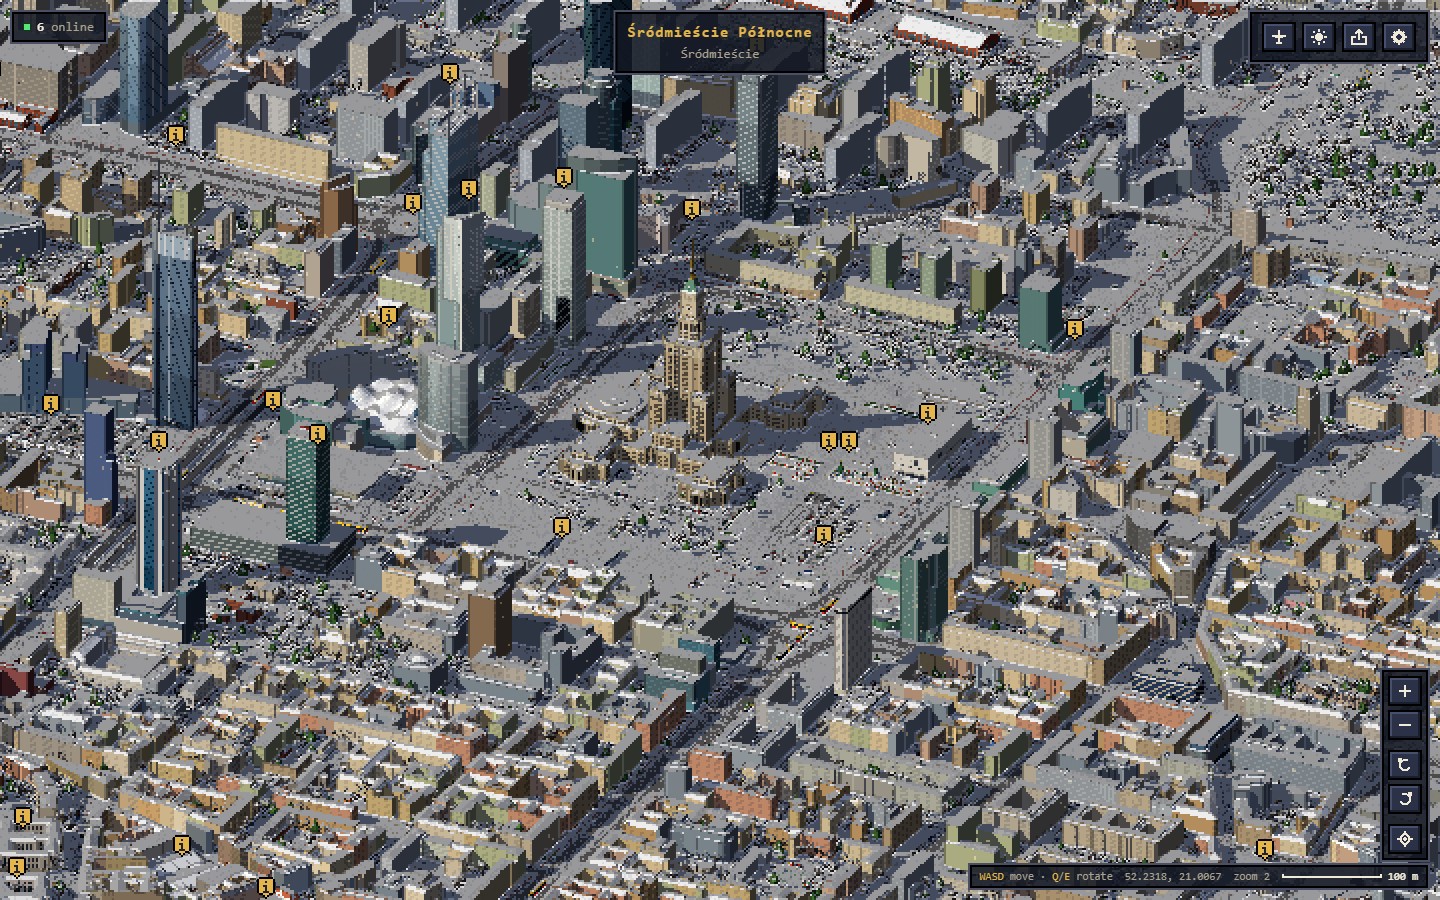 6 online
Śródmieście Północne
Śródmieście
WASD move · Q/E rotate 52.2318, 21.0067 zoom 2 100 m